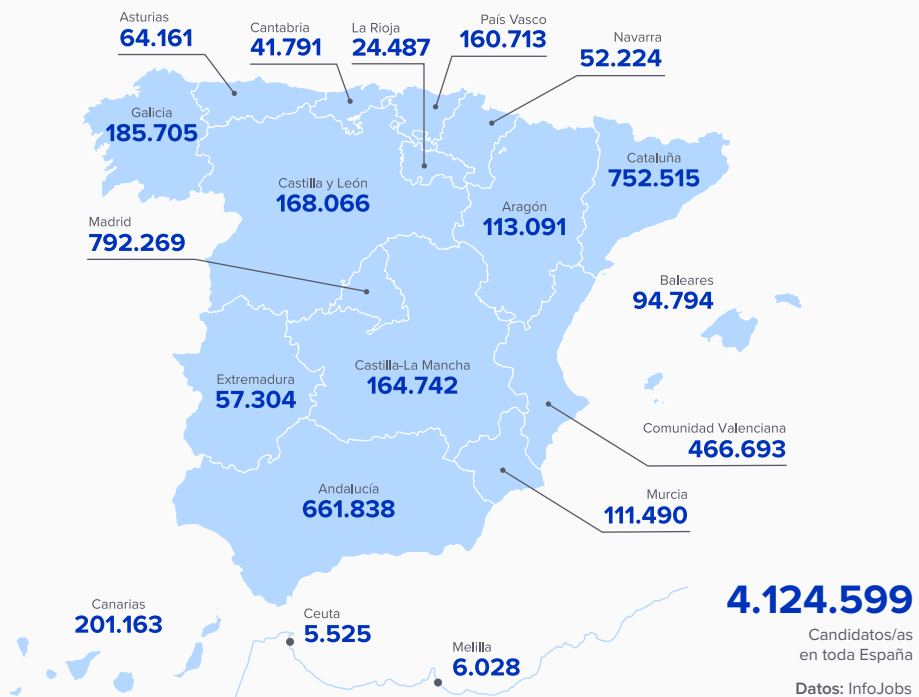 Asturias
64.161
Cantabria
41.791
La Rioja
24.487
País Vasco
160.713
Navarra
52.224
Galicia
185.705
Castilla y León
168.066
Aragón
113.091
Cataluña
752.515
Madrid
792.269
Baleares
94.794
Extremadura
57.304
Castilla-La Mancha
164.742
Comunidad Valenciana
466.693
Andalucía
661.838
Murcia
111.490
Canarias
201.163
Ceuta
5.525
Melilla
6.028
4.124.599
Candidatos/as
en toda España
Datos: InfoJobs